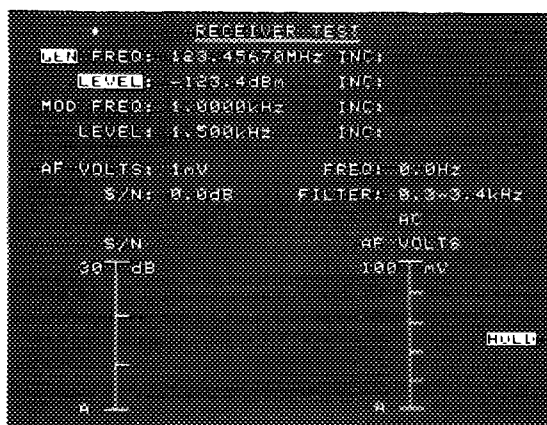 *
RECEIVER TEST
GEN FREQ: 123.45670MHz INC:
LEVEL: -123.4dBm INC:
MOD FREQ: 1.0000kHz INC:
LEVEL: 1.500kHz INC:
AF VOLTS: 1mV FREQ: 0.0Hz
S/N: 0.0dB FILTER: 0.3~3.4kHz
AC
S/N AF VOLTS
30 dB 100 mV
HOLD
A A